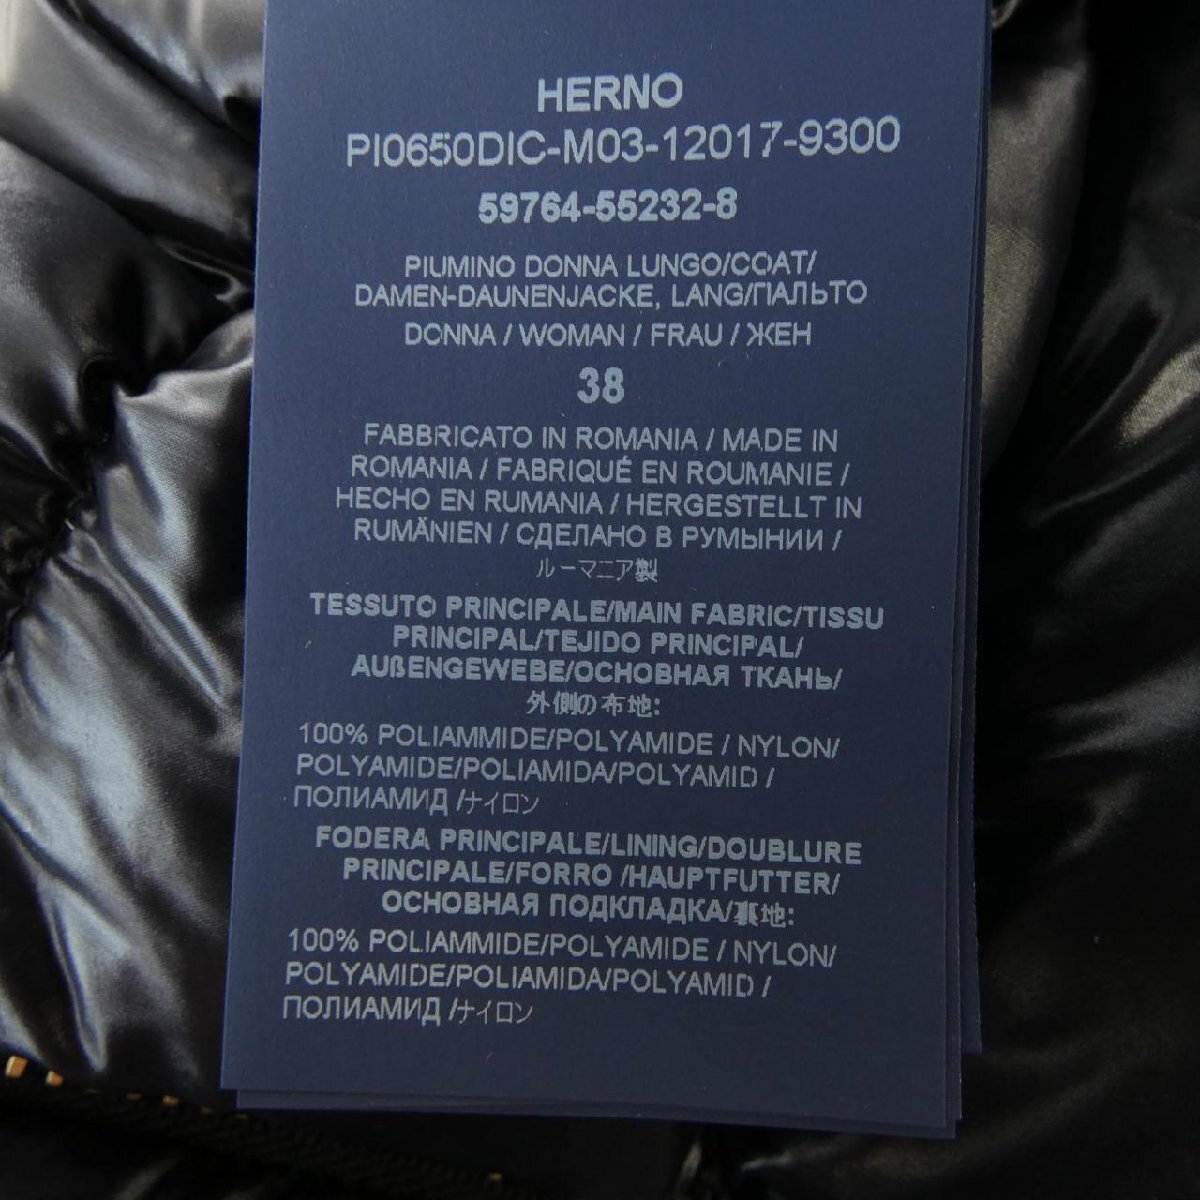 HERNO
PI0650DIC-M03-12017-9300
59764-55232-8
PIUMINO DONNA LUNGO/COAT/
DAMEN-DAUNENJACKE, LANG/ПАЛЬТО
DONNA / WOMAN / FRAU / ЖЕН
38
FABBRICATO IN ROMANIA / MADE IN
ROMANIA / FABRIQUÉ EN ROUMANIE /
HECHO EN RUMANIA / HERGESTELLT IN
RUMÄNIEN / СДЕЛАНО В РУМЫНИИ /
ルーマニア製
TESSUTO PRINCIPALE/MAIN FABRIC/TISSU
PRINCIPAL/TEJIDO PRINCIPAL/
AUßENGEWEBE/ОСНОВНАЯ ТКАНЬ/
外側の布地:
100% POLIAMMIDE/POLYAMIDE / NYLON/
POLYAMIDE/POLIAMIDA/POLYAMID /
ПОЛИАМИД /ナイロン
FODERA PRINCIPALE/LINING/DOUBLURE
PRINCIPALE/FORRO /HAUPTFUTTER/
ОСНОВНАЯ ПОДКЛАДКА/裏地:
100% POLIAMMIDE/POLYAMIDE / NYLON/
POLYAMIDE/POLIAMIDA/POLYAMID /
ПОЛИАМИД /ナイロン